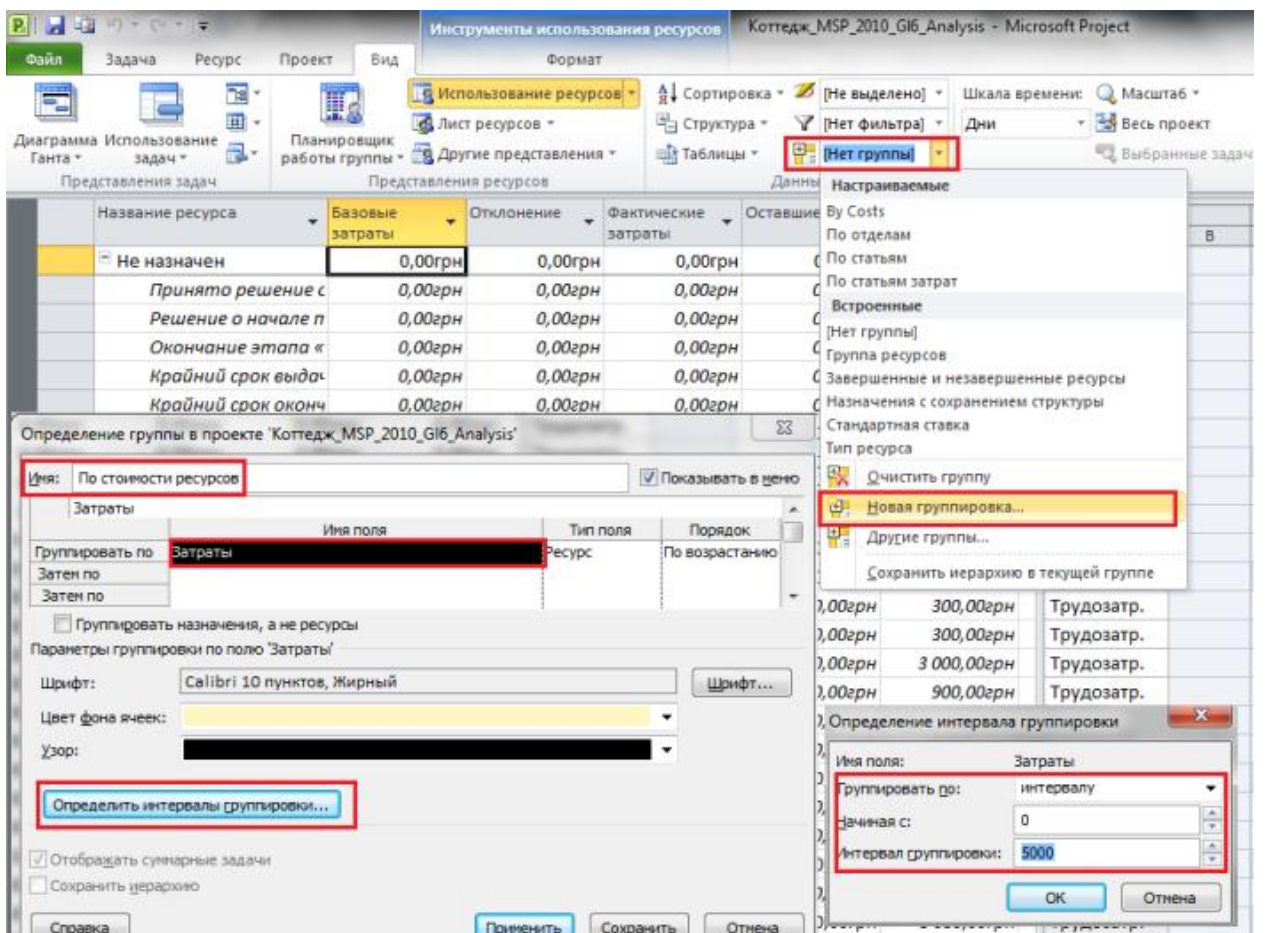 Инструменты использования ресурсов
Коттедж_MSP_2010_Gl6_Analysis - Microsoft Project
Файл Задача Ресурс Проект Вид Формат
Использование ресурсов Сортировка [Не выделено] Шкала времени: Масштаб
Лист ресурсов Структура [Нет фильтра] Дни Весь проект
Диаграмма Ганта Использование задач Планировщик работы группы Другие представления Таблицы [Нет группы] Выбранные
Представления задач Представления ресурсов
Настраиваемые
By Costs
По отделам
По статьям
По статьям затрат
Встроенные
[Нет группы]
Группа ресурсов
Завершенные и незавершенные ресурсы
Назначения с сохранением структуры
Стандартная ставка
Тип ресурса
Очистить группу
Новая группировка...
Другие группы...
Сохранить иерархию в текущей группе
Название ресурса Базовые затраты Отклонение Фактические затраты В
Не назначен 0,00грн 0,00грн 0,00грн
Принято решение с 0,00грн 0,00грн 0,00грн
Решение о начале п 0,00грн 0,00грн 0,00грн
Окончание этапа « 0,00грн 0,00грн 0,00грн
Крайний срок 0,00грн 0,00грн 0,00грн
Крайний срок 0,00грн 0,00грн 0,00грн
300,00грн Трудозатр.
300,00грн Трудозатр.
3 000,00грн Трудозатр.
900,00грн Трудозатр.
Определение группы в проекте 'Коттедж_MSP_2010_Gl6_Analysis'
Имя: По стоимости ресурсов Показывать в меню
Затраты
Имя поля Тип поля Порядок
Группировать по Затраты Ресурс По возрастанию
Затем по
Затем по
Группировать назначения, а не ресурсы
Параметры группировки по полю 'Затраты'
Шрифт: Calibri 10 пунктов, Жирный Шрифт...
Цвет фона ячеек:
Узор:
Определить интервалы группировки...
Отображать суммарные задачи
Сохранить иерархию
Справка Применить Сохранить Отмена
Определение интервала группировки
Имя поля: Затраты
Группировать по: интервалу
Начиная с: 0
Интервал группировки: 5000
OK Отмена